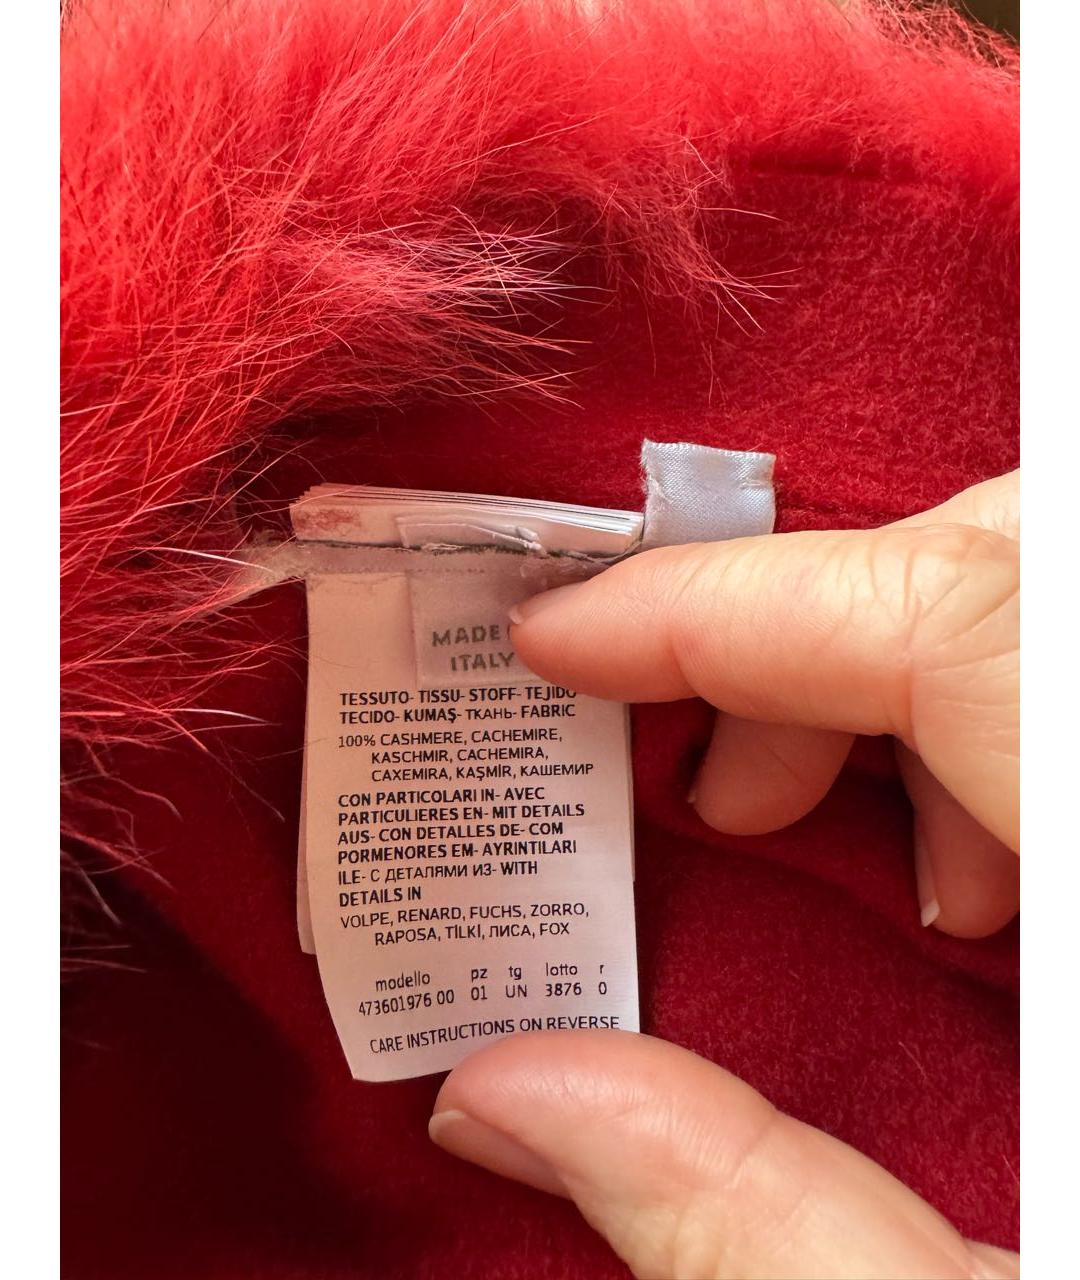 MADE
ITALY
TESSUTO- TISSU- STOFF- TEJIDO-
TECIDO- KUMAŞ- ТКАНЬ- FABRIC
100% CASHMERE, CACHEMIRE,
KASCHMIR, CACHEMIRA,
CAXEMIRA, KAŞMİR, КАШЕМИР
CON PARTICOLARI IN- AVEC
PARTICULIERES EN- MIT DETAILS
AUS- CON DETALLES DE- COM
PORMENORES EM- AYRINTILARI
ILE- С ДЕТАЛЯМИ ИЗ- WITH
DETAILS IN
VOLPE, RENARD, FUCHS, ZORRO,
RAPOSA, TİLKİ, ЛИСА, FOX
modello pz tg lotto r
473601976 00 01 UN 3876 0
CARE INSTRUCTIONS ON REVERSE